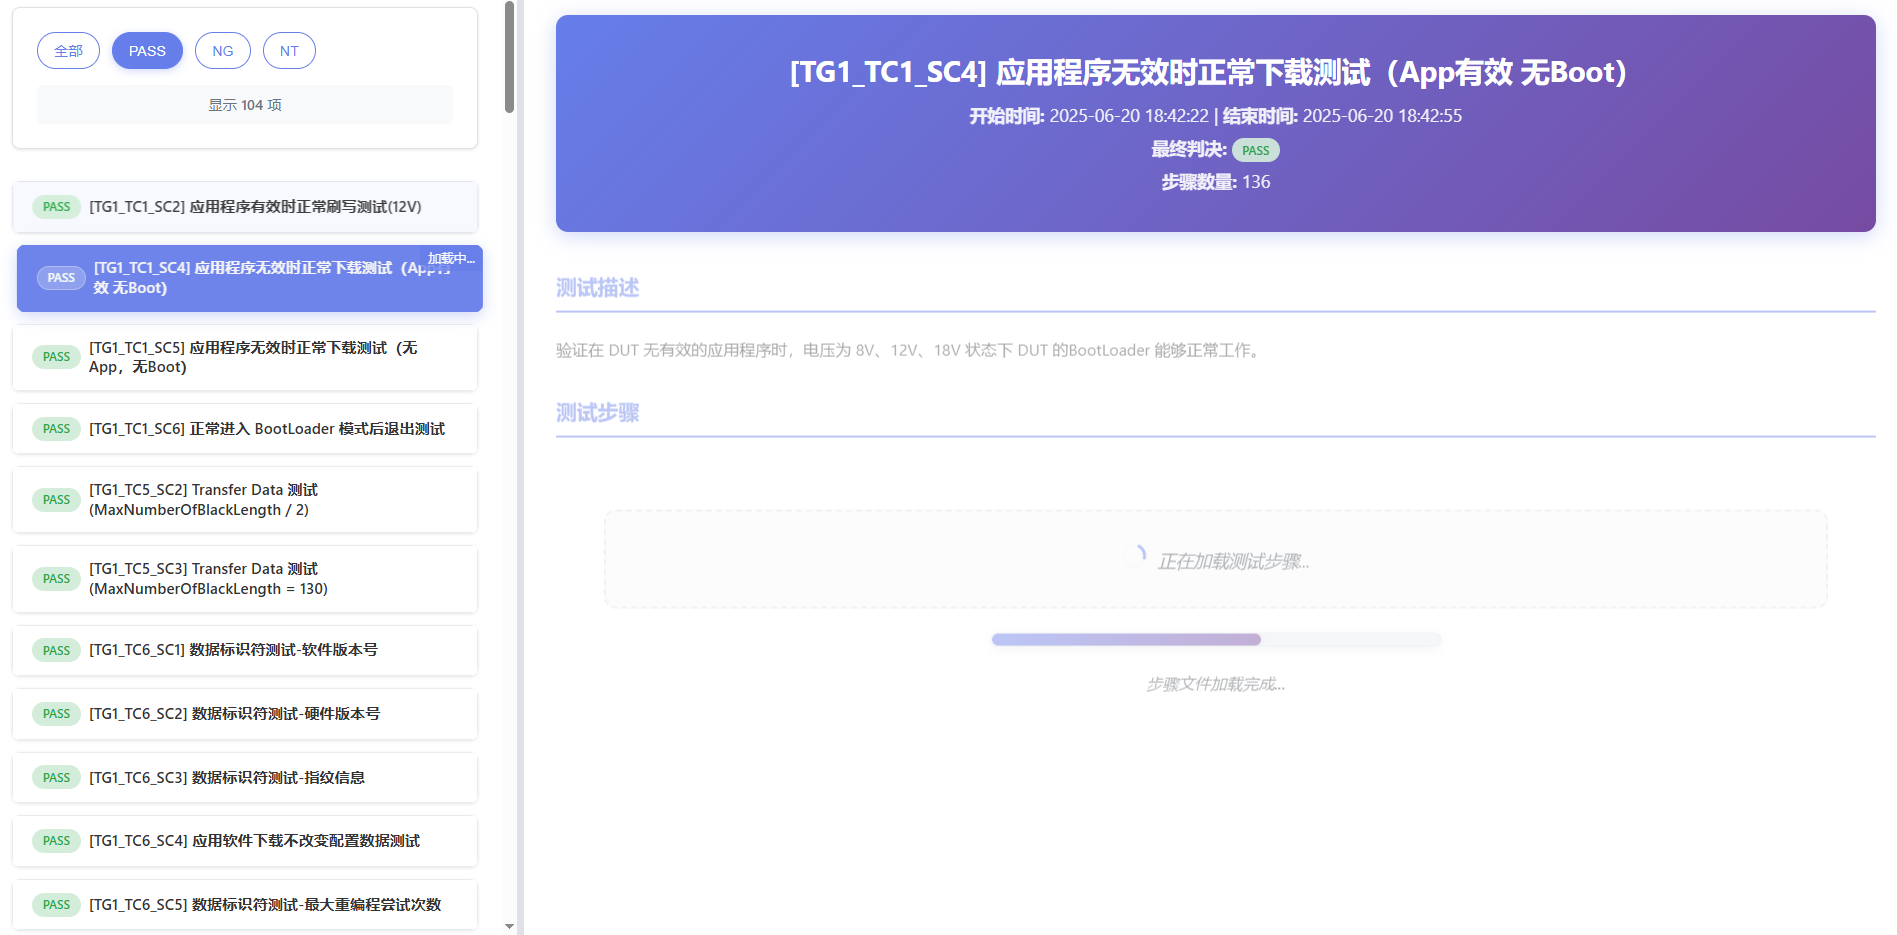 全部
PASS
NG
NT
显示 104 项
PASS
[TG1_TC1_SC2] 应用程序有效时正常刷写测试(12V)
加载中...
PASS
[TG1_TC1_SC4] 应用程序无效时正常下载测试（App有
效 无Boot)
PASS
[TG1_TC1_SC5] 应用程序无效时正常下载测试（无
App，无Boot)
PASS
[TG1_TC1_SC6] 正常进入 BootLoader 模式后退出测试
PASS
[TG1_TC5_SC2] Transfer Data 测试
(MaxNumberOfBlackLength / 2)
PASS
[TG1_TC5_SC3] Transfer Data 测试
(MaxNumberOfBlackLength = 130)
PASS
[TG1_TC6_SC1] 数据标识符测试-软件版本号
PASS
[TG1_TC6_SC2] 数据标识符测试-硬件版本号
PASS
[TG1_TC6_SC3] 数据标识符测试-指纹信息
PASS
[TG1_TC6_SC4] 应用软件下载不改变配置数据测试
PASS
[TG1_TC6_SC5] 数据标识符测试-最大重编程尝试次数
[TG1_TC1_SC4] 应用程序无效时正常下载测试（App有效 无Boot）
开始时间: 2025-06-20 18:42:22 | 结束时间: 2025-06-20 18:42:55
最终判决: PASS
步骤数量: 136
测试描述
验证在 DUT 无有效的应用程序时，电压为 8V、12V、18V 状态下 DUT 的BootLoader 能够正常工作。
测试步骤
正在加载测试步骤...
步骤文件加载完成...